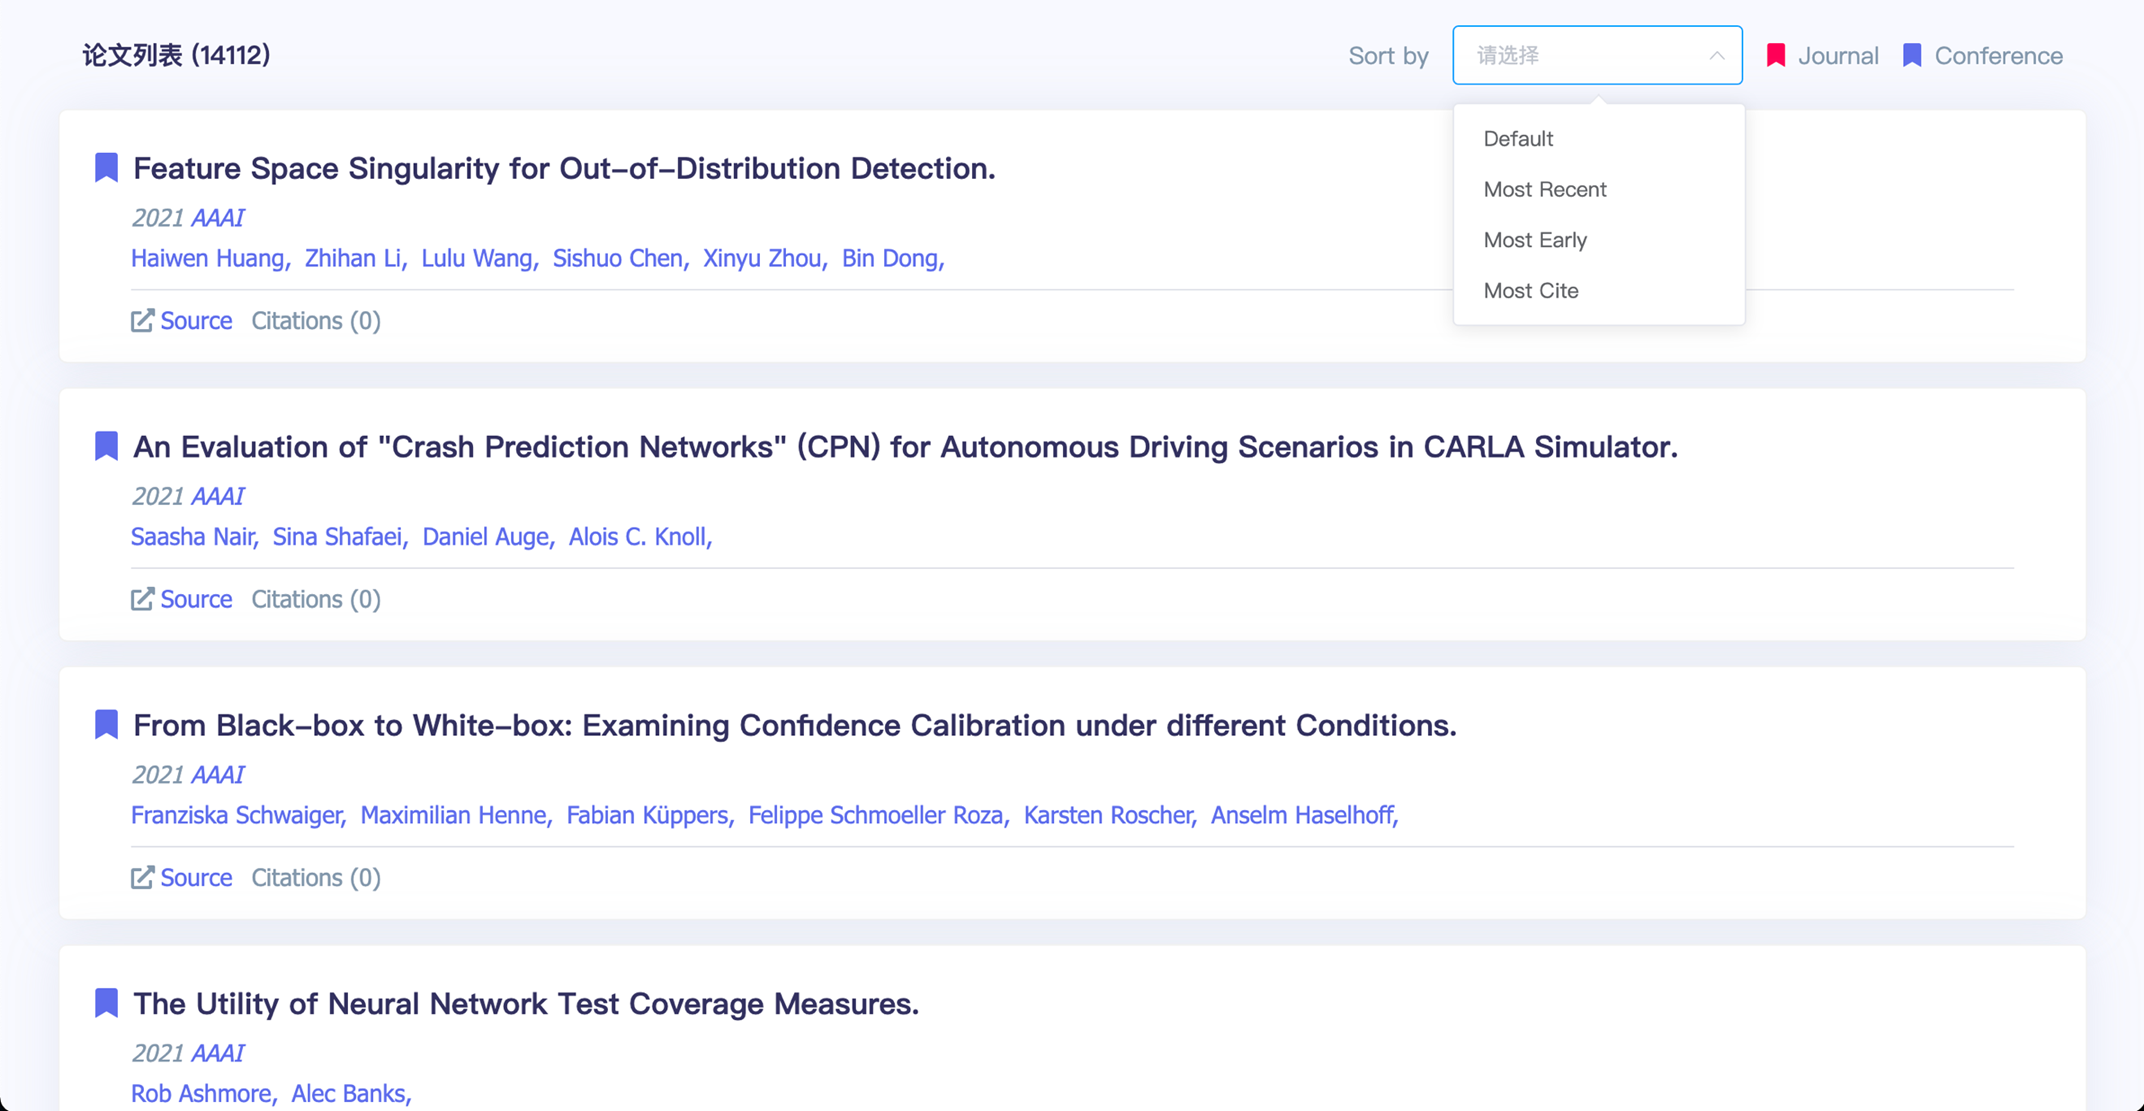 论文列表 (14112)
Sort by 请选择 Journal Conference
Default
Most Recent
Most Early
Most Cite
Feature Space Singularity for Out-of-Distribution Detection.
2021 AAAI
Haiwen Huang, Zhihan Li, Lulu Wang, Sishuo Chen, Xinyu Zhou, Bin Dong,
Source Citations (0)
An Evaluation of "Crash Prediction Networks" (CPN) for Autonomous Driving Scenarios in CARLA Simulator.
2021 AAAI
Saasha Nair, Sina Shafaei, Daniel Auge, Alois C. Knoll,
Source Citations (0)
From Black-box to White-box: Examining Confidence Calibration under different Conditions.
2021 AAAI
Franziska Schwaiger, Maximilian Henne, Fabian Küppers, Felippe Schmoeller Roza, Karsten Roscher, Anselm Haselhoff,
Source Citations (0)
The Utility of Neural Network Test Coverage Measures.
2021 AAAI
Rob Ashmore, Alec Banks,